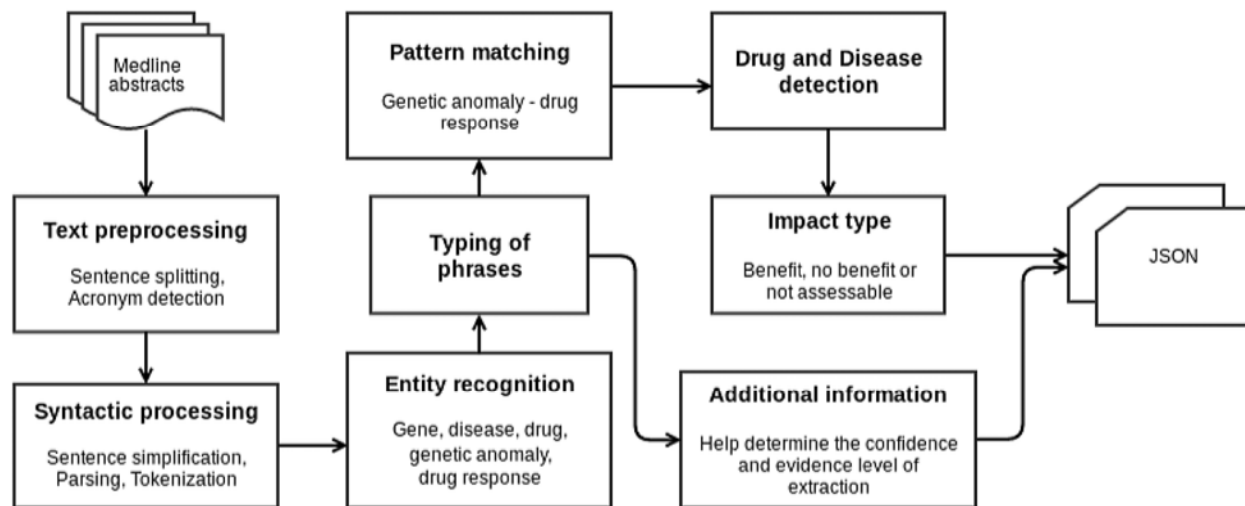 Medline
abstracts
Text preprocessing
Sentence splitting,
Acronym detection
Syntactic processing
Sentence simplification,
Parsing, Tokenization
Entity recognition
Gene, disease, drug,
genetic anomaly,
drug response
Typing of
phrases
Pattern matching
Genetic anomaly - drug
response
Drug and Disease
detection
Impact type
Benefit, no benefit or
not assessable
Additional information
Help determine the confidence
and evidence level of
extraction
JSON